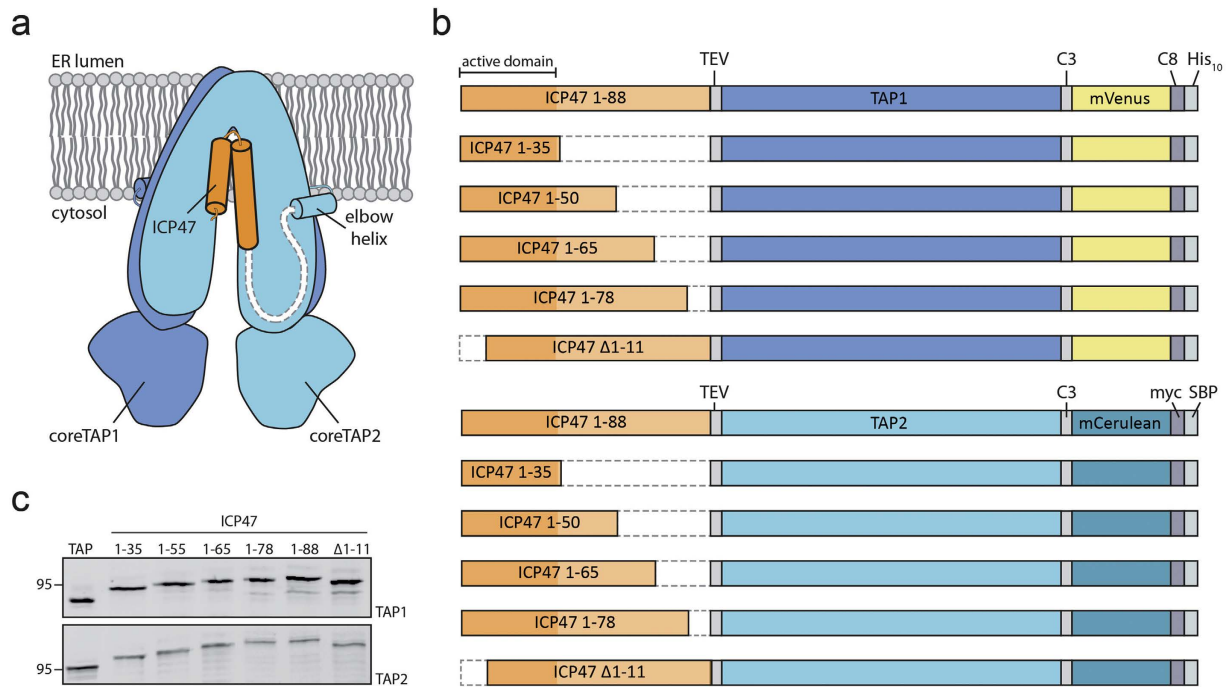 a
ER lumen
cytosol
ICP47
elbow
helix
coreTAP1
coreTAP2
b
active domain
TEV
C3
C8
His10
ICP47 1-88
TAP1
mVenus
ICP47 1-35
ICP47 1-50
ICP47 1-65
ICP47 1-78
ICP47 Δ1-11
TEV
C3
myc
SBP
ICP47 1-88
TAP2
mCerulean
ICP47 1-35
ICP47 1-50
ICP47 1-65
ICP47 1-78
ICP47 Δ1-11
c
ICP47
TAP 1-35 1-55 1-65 1-78 1-88 Δ1-11
95
TAP1
95
TAP2